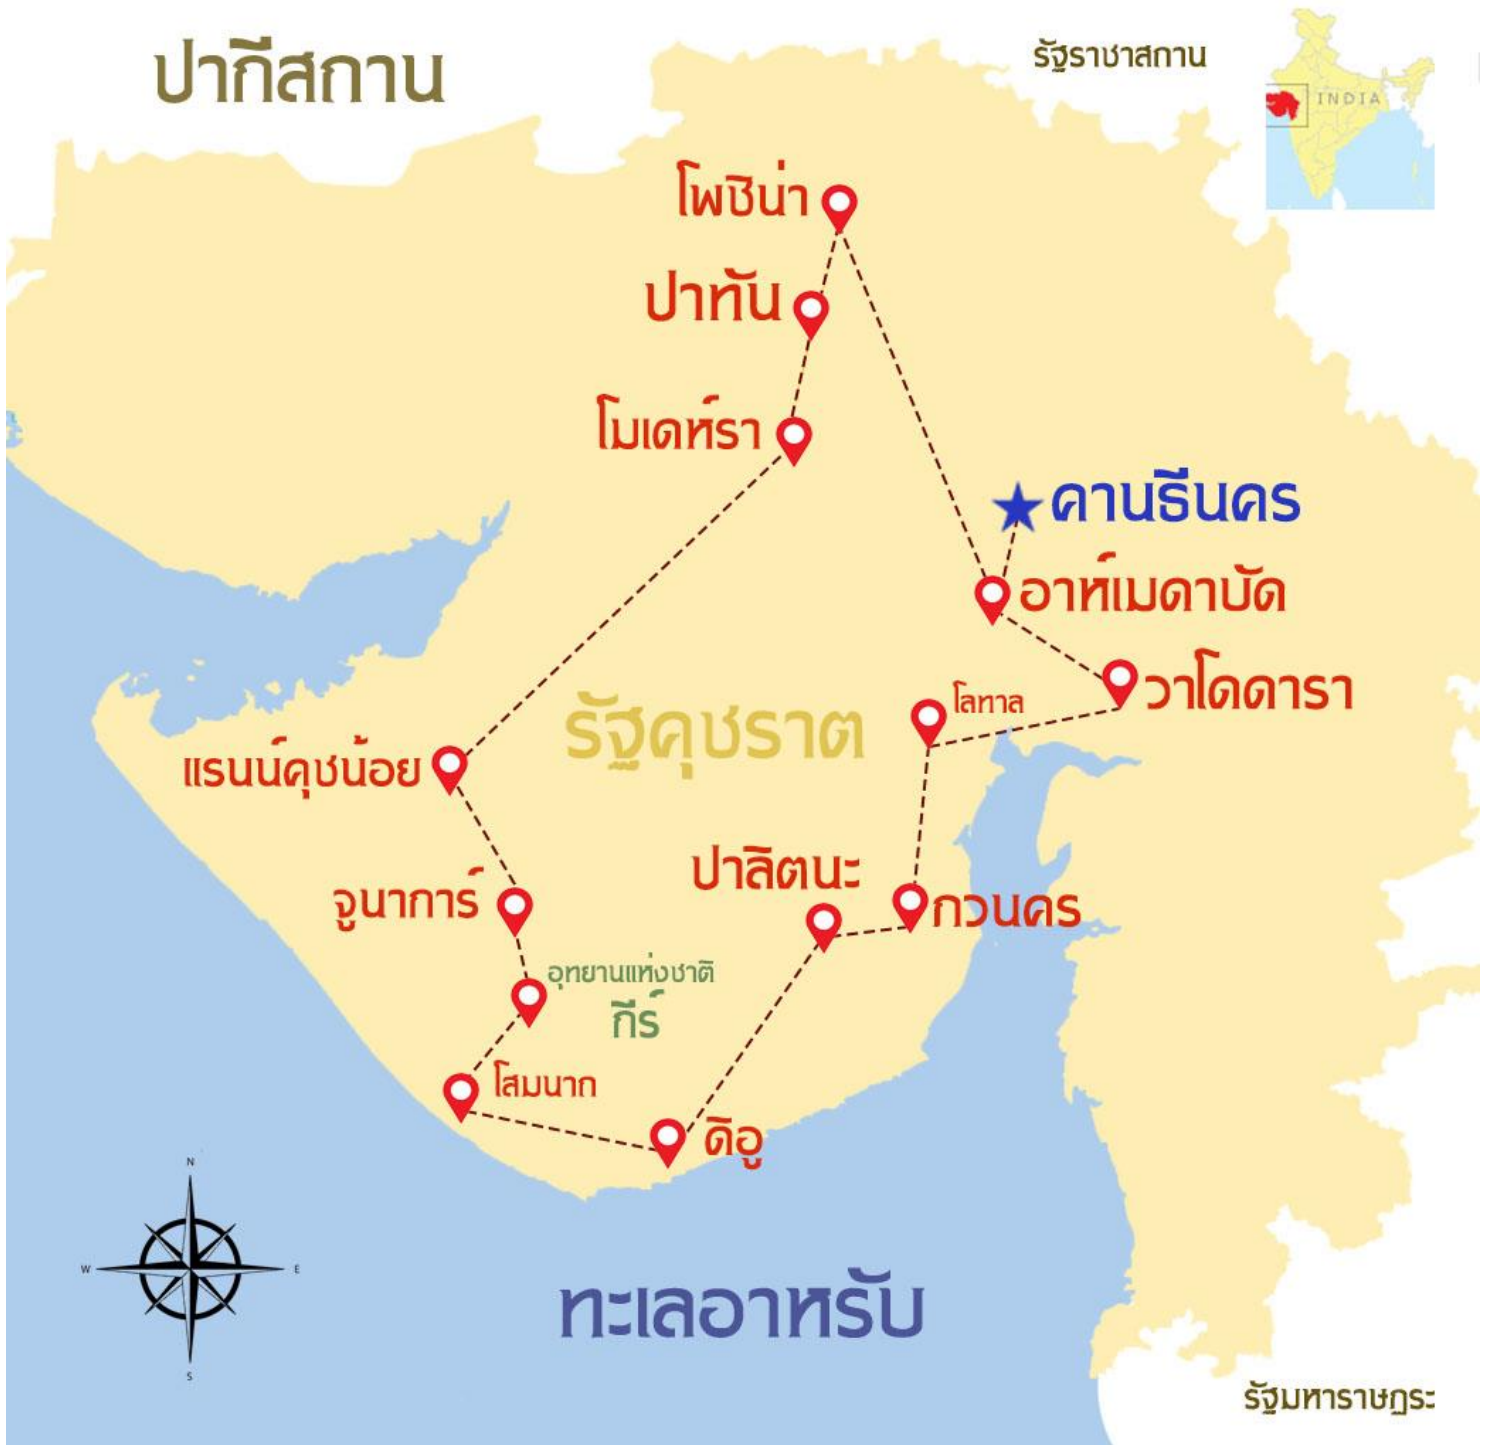 ปากีสถาน
รัฐราชาสถาน
INDIA
โพชิน่า
ปาทัน
โมเดห์รา
คานธีนคร
อาห์เมดาบัด
วาโดดารา
โลทาล
รัฐคุชราต
แรนน์คุชน้อย
ปาลิตนะ
จูนาการ์
ภวนคร
อุทยานแห่งชาติ
กีร์
โสมนาถ
ดิอู
N
W
E
S
ทะเลอาหรับ
รัฐมหาราษฎระ